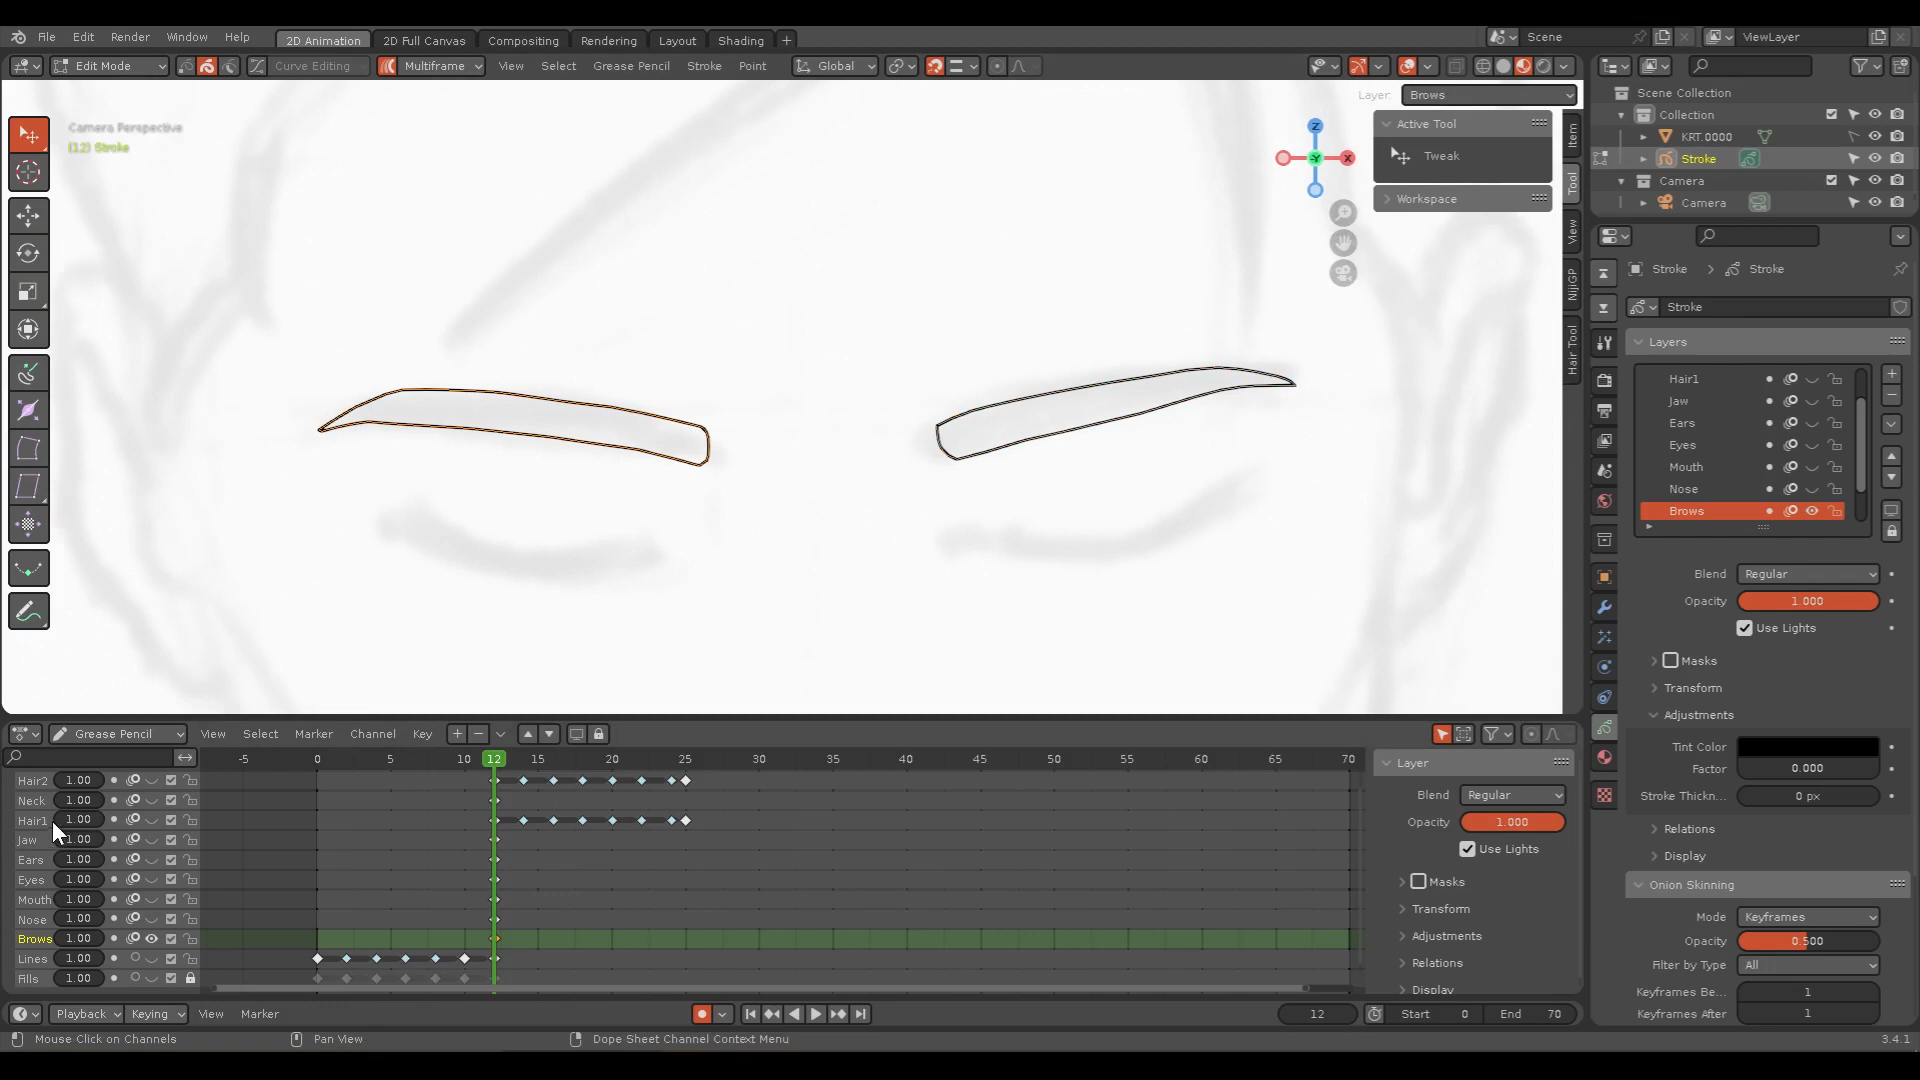 File Edit Render Window Help 2D Animation 2D Full Canvas Compositing Rendering Layout Shading + Scene ViewLayer
Edit Mode Curve Editing Multiframe View Select Grease Pencil Stroke Point Global
Layer: Brows
Camera Perspective
(12) Stroke
Z
-Y X
Active Tool
Tweak
Workspace
Item
Tool
View
NijiGP
Hair Tool
Scene Collection
Collection
KRT.0000
Stroke
Camera
Camera
Stroke > Stroke
Stroke
Layers
Hair1
Jaw
Ears
Eyes
Mouth
Nose
Brows
Blend Regular
Opacity 1.000
Use Lights
Masks
Transform
Adjustments
Tint Color
Factor 0.000
Stroke Thickn... 0 px
Relations
Display
Onion Skinning
Mode Keyframes
Opacity 0.500
Filter by Type All
Keyframes Be... 1
Keyframes After 1
Grease Pencil View Select Marker Channel Key
-5 0 5 10 12 15 20 25 30 35 40 45 50 55 60 65 70
Hair2 1.00
Neck 1.00
Hair1 1.00
Jaw 1.00
Ears 1.00
Eyes 1.00
Mouth 1.00
Nose 1.00
Brows 1.00
Lines 1.00
Fills 1.00
Layer
Blend Regular
Opacity 1.000
Use Lights
Masks
Transform
Adjustments
Relations
Display
Playback Keying View Marker 12 Start 0 End 70
Mouse Click on Channels Pan View Dope Sheet Channel Context Menu 3.4.1